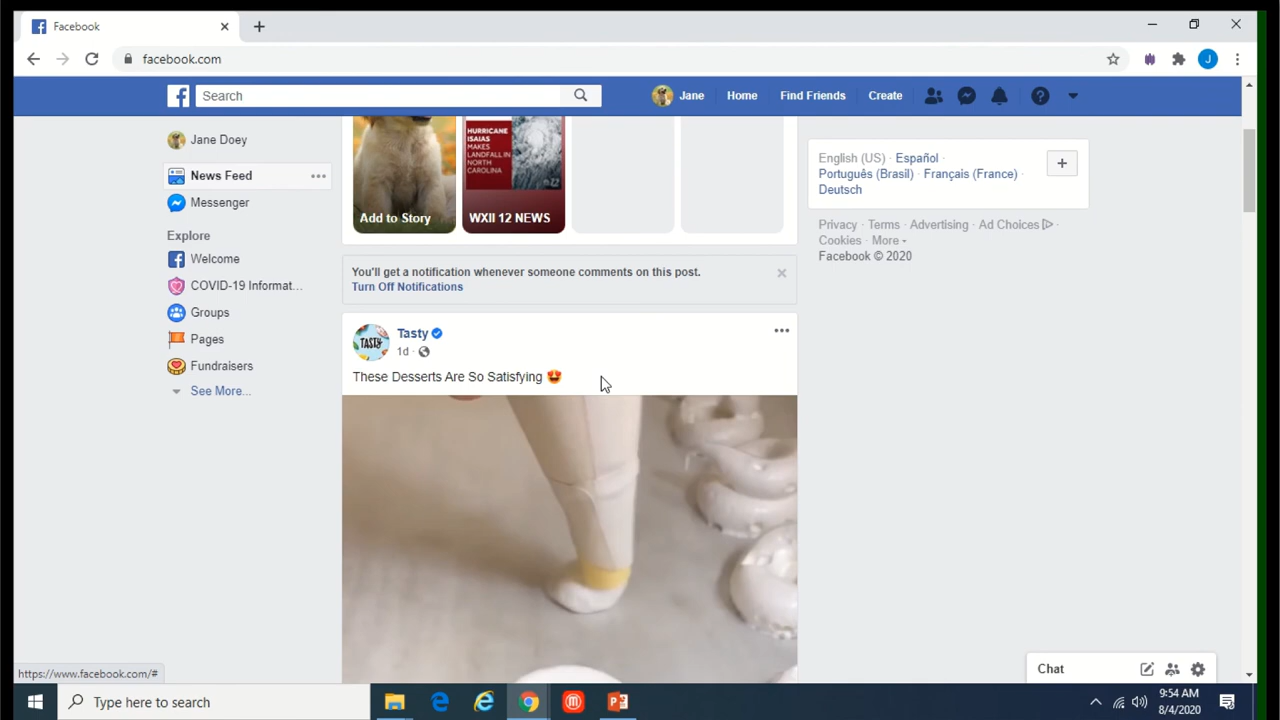 Facebook
facebook.com
Search
Jane
Home
Find Friends
Create
Jane Doey
News Feed
Messenger
Explore
Welcome
COVID-19 Informat...
Groups
Pages
Fundraisers
See More...
Add to Story
HURRICANE
ISAIAS
MAKES
LANDFALL IN
NORTH
CAROLINA
WXII 12 NEWS
You'll get a notification whenever someone comments on this post.
Turn Off Notifications
TASTY
Tasty
1d ·
These Desserts Are So Satisfying 😍
English (US) · Español ·
Português (Brasil) · Français (France) ·
Deutsch
Privacy · Terms · Advertising · Ad Choices ·
Cookies · More
Facebook © 2020
Chat
https://www.facebook.com/#
Type here to search
9:54 AM
8/4/2020